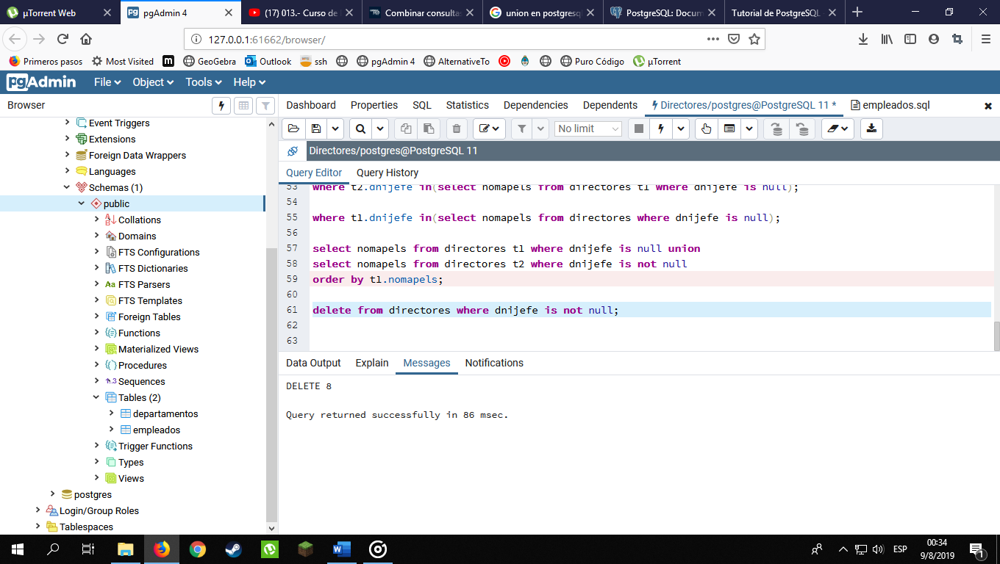 µTorrent Web
pgAdmin 4
(17) 013.- Curso de
Combinar consultas
union en postgresq
PostgreSQL: Docum
Tutorial de PostgreSQL
127.0.0.1:61662/browser/
Primeros pasos
Most Visited
m
GeoGebra
Outlook
ssh
pgAdmin 4
AlternativeTo
Puro Código
µTorrent
pgAdmin
File
Object
Tools
Help
Browser
Dashboard
Properties
SQL
Statistics
Dependencies
Dependents
Directores/postgres@PostgreSQL 11 *
empleados.sql
No limit
Directores/postgres@PostgreSQL 11
Query Editor
Query History
Event Triggers
Extensions
Foreign Data Wrappers
Languages
Schemas (1)
public
Collations
Domains
FTS Configurations
FTS Dictionaries
Aa FTS Parsers
FTS Templates
Foreign Tables
Functions
Materialized Views
Procedures
1..3 Sequences
Tables (2)
departamentos
empleados
Trigger Functions
Types
Views
postgres
Login/Group Roles
Tablespaces
53 where t2.dnijefe in(select nomapels from directores t1 where dnijefe is null);
54
55 where t1.dnijefe in(select nomapels from directores where dnijefe is null);
56
57 select nomapels from directores t1 where dnijefe is null union
58 select nomapels from directores t2 where dnijefe is not null
59 order by t1.nomapels;
60
61 delete from directores where dnijefe is not null;
62
63
Data Output
Explain
Messages
Notifications
DELETE 8
Query returned successfully in 86 msec.
ESP
00:34
9/8/2019
1